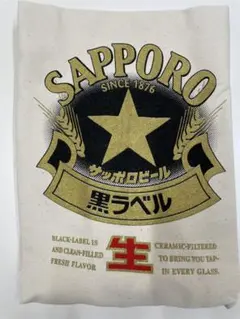 SAPPORO
SINCE 1876
サッポロビール
黒ラベル
BLACK-LABEL IS
AND CLEAN-FILLED
FRESH FLAVOR
生
CERAMIC-FILTERED
TO BRING YOU TAP-
IN EVERY GLASS.